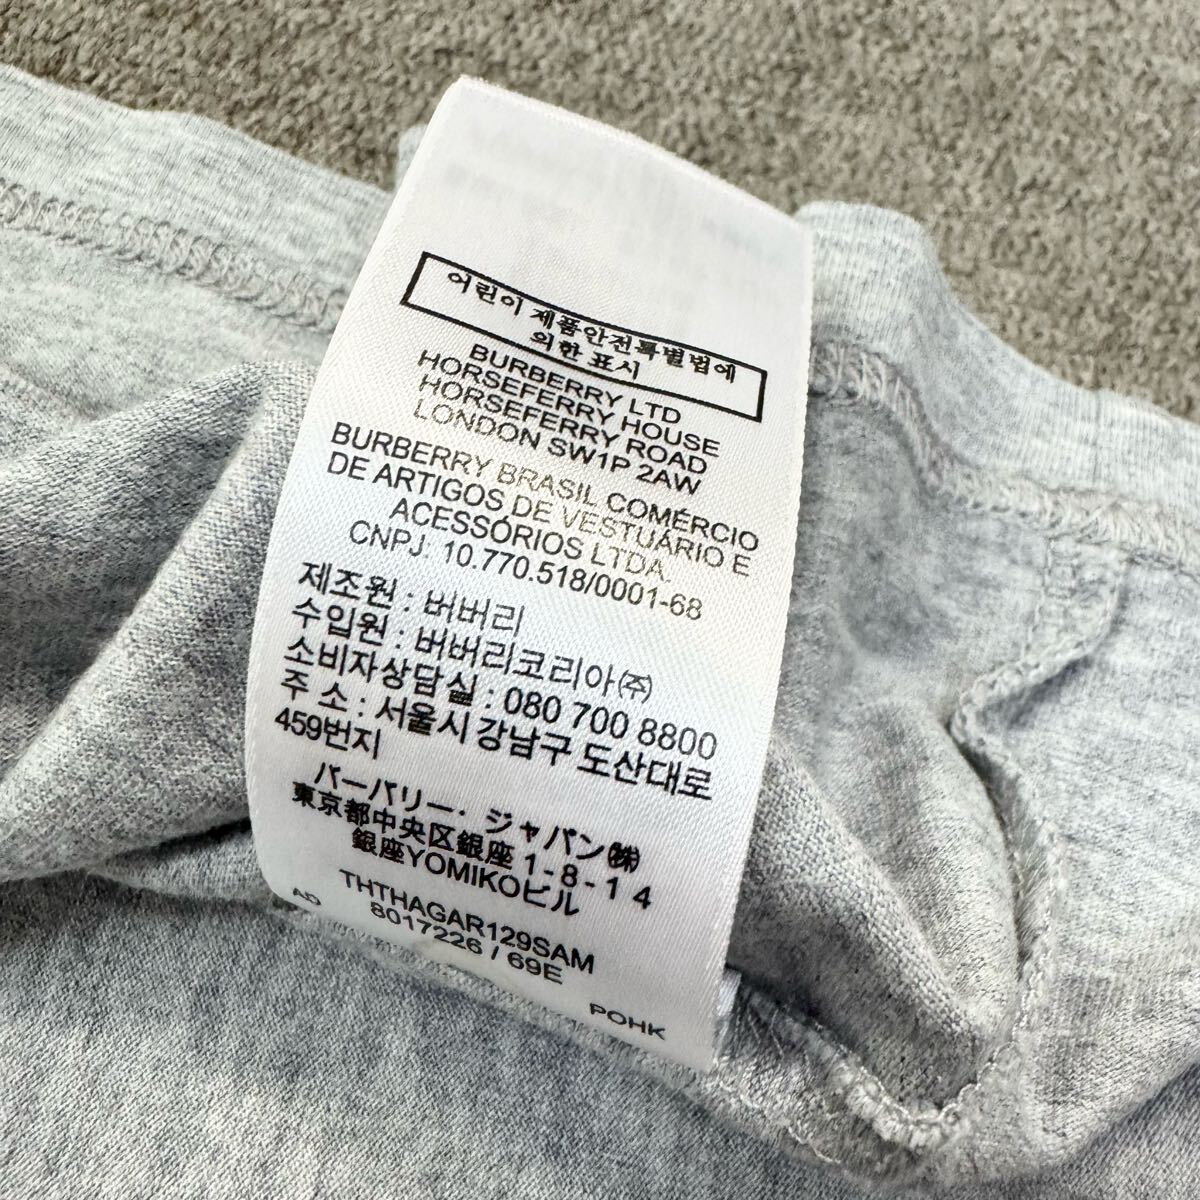 어린이 제품안전특별법에
의한 표시
BURBERRY LTD
HORSEFERRY HOUSE
HORSEFERRY ROAD
LONDON SW1P 2AW
BURBERRY BRASIL COMÉRCIO
DE ARTIGOS DE VESTUÁRIO E
ACESSÓRIOS LTDA.
CNPJ: 10.770.518/0001-68
제조원 : 버버리
수입원 : 버버리코리아㈜
소비자상담실 : 080 700 8800
주 소 : 서울시 강남구 도산대로
459번지
バーバリー・ジャパン㈱
東京都中央区銀座1-8-14
銀座YOMIKOビル
THTHAGAR129SAM
8017226 / 69E
AD
POHK